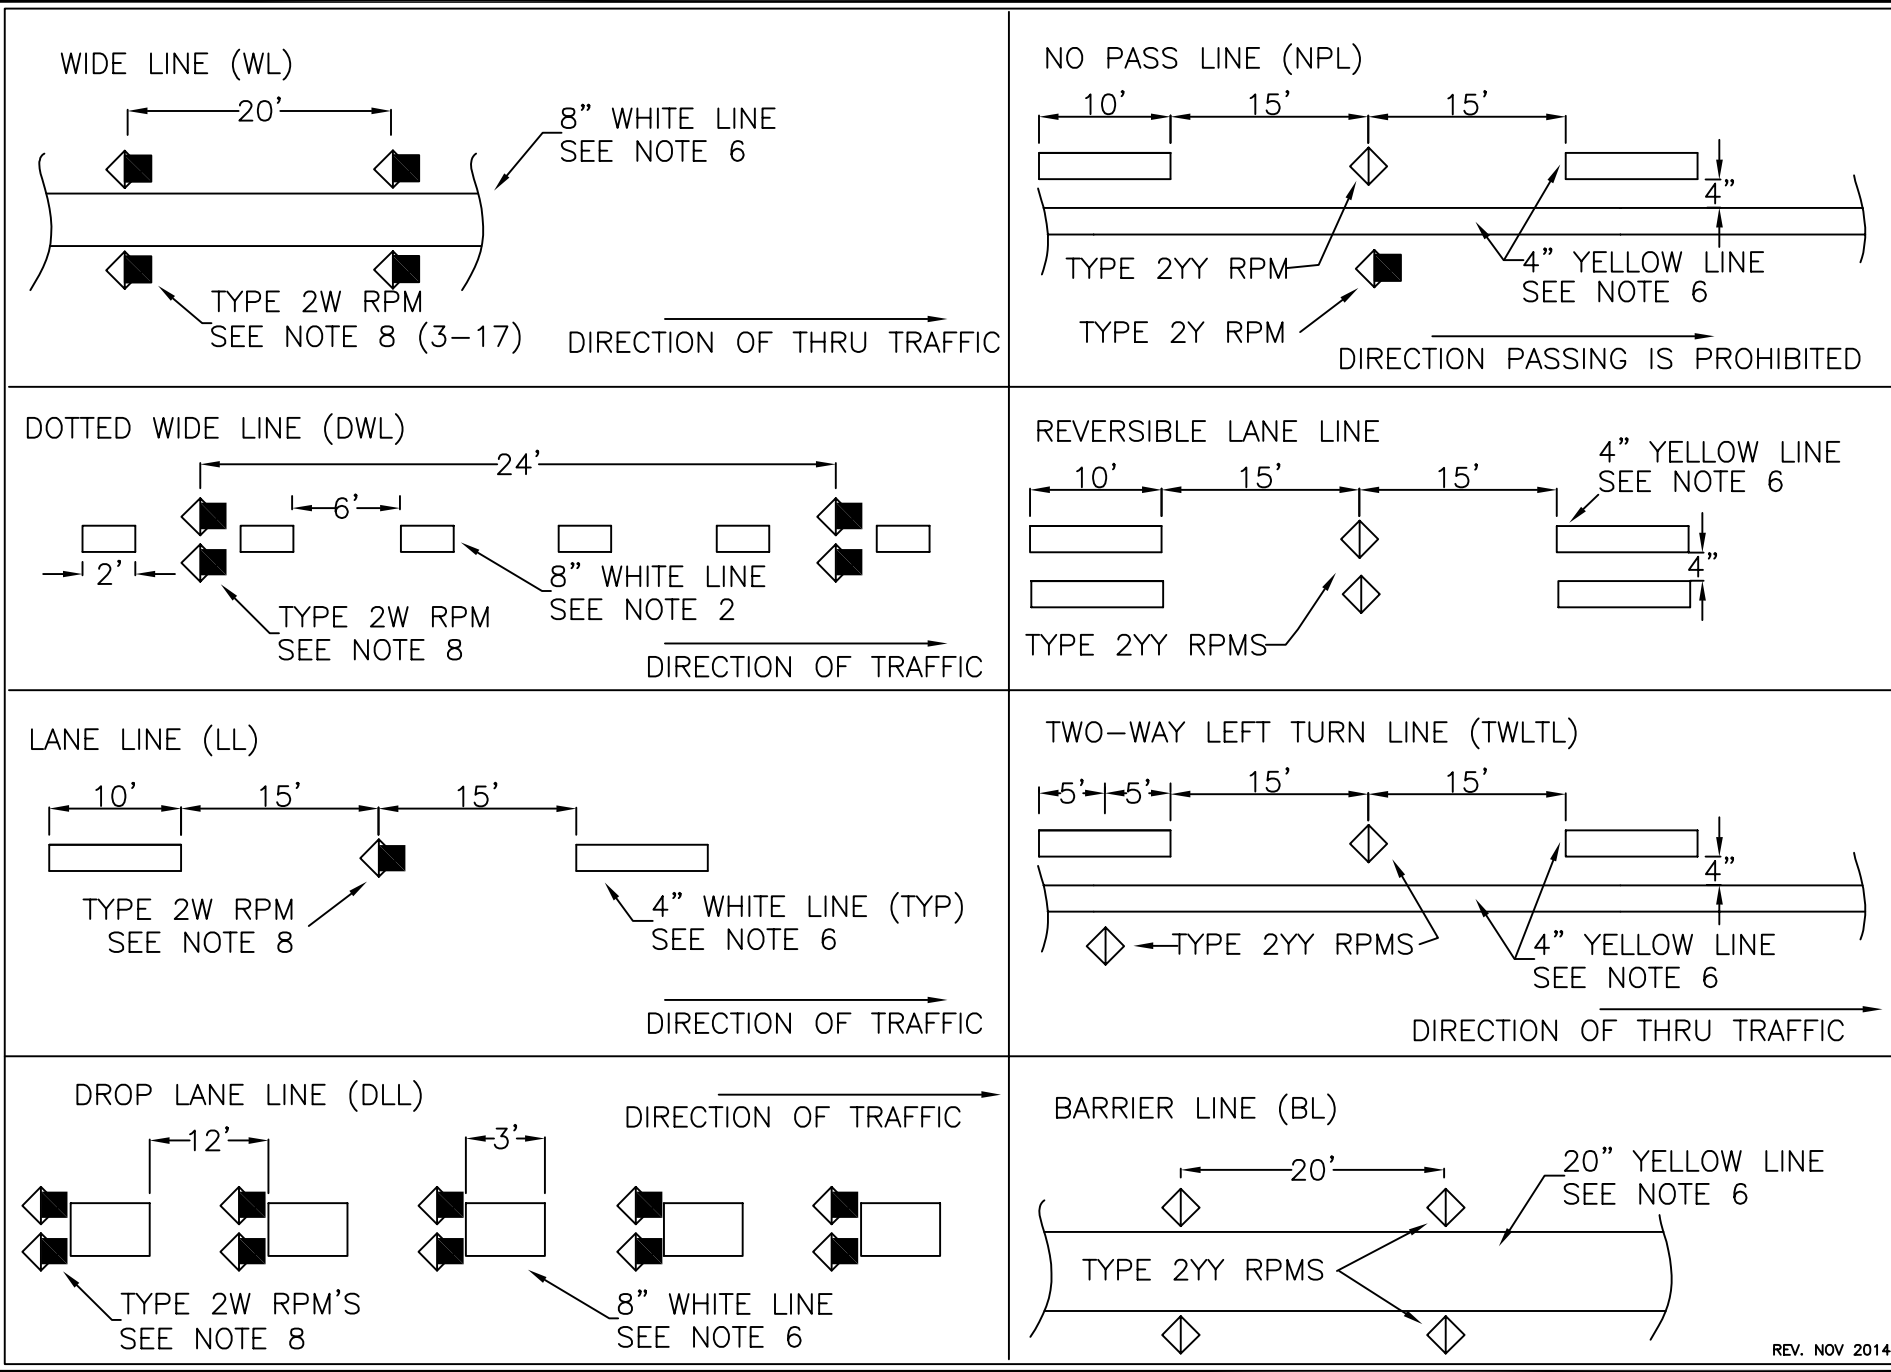 WIDE LINE (WL)
20'
8" WHITE LINE
SEE NOTE 6
TYPE 2W RPM
SEE NOTE 8 (3-17)
DIRECTION OF THRU TRAFFIC
NO PASS LINE (NPL)
10' 15' 15'
4"
TYPE 2YY RPM
4" YELLOW LINE
SEE NOTE 6
TYPE 2Y RPM
DIRECTION PASSING IS PROHIBITED
DOTTED WIDE LINE (DWL)
24'
6'
2'
8" WHITE LINE
SEE NOTE 2
TYPE 2W RPM
SEE NOTE 8
DIRECTION OF TRAFFIC
REVERSIBLE LANE LINE
4" YELLOW LINE
SEE NOTE 6
10' 15' 15'
4"
TYPE 2YY RPMS
LANE LINE (LL)
10' 15' 15'
TYPE 2W RPM
SEE NOTE 8
4" WHITE LINE (TYP)
SEE NOTE 6
DIRECTION OF TRAFFIC
TWO-WAY LEFT TURN LINE (TWLTL)
5' 5' 15' 15'
4"
TYPE 2YY RPMS
4" YELLOW LINE
SEE NOTE 6
DIRECTION OF THRU TRAFFIC
DROP LANE LINE (DLL)
DIRECTION OF TRAFFIC
12' 3'
TYPE 2W RPM'S
SEE NOTE 8
8" WHITE LINE
SEE NOTE 6
BARRIER LINE (BL)
20'
20" YELLOW LINE
SEE NOTE 6
TYPE 2YY RPMS
REV. NOV 2014